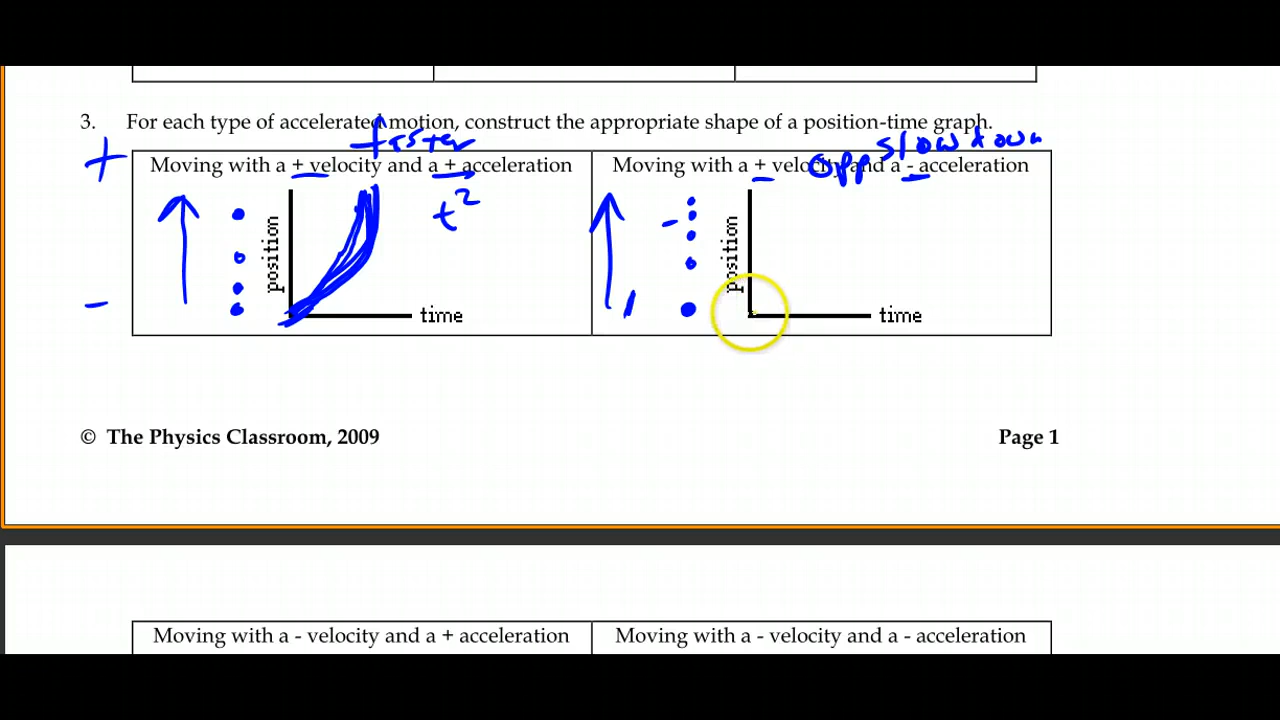 3. For each type of accelerated motion, construct the appropriate shape of a position-time graph.
faster
slow down
+
Moving with a + velocity and a + acceleration
Moving with a + velocity and a - acceleration
opp
t²
position
position
-
-
time
time
© The Physics Classroom, 2009
Page 1
Moving with a - velocity and a + acceleration
Moving with a - velocity and a - acceleration